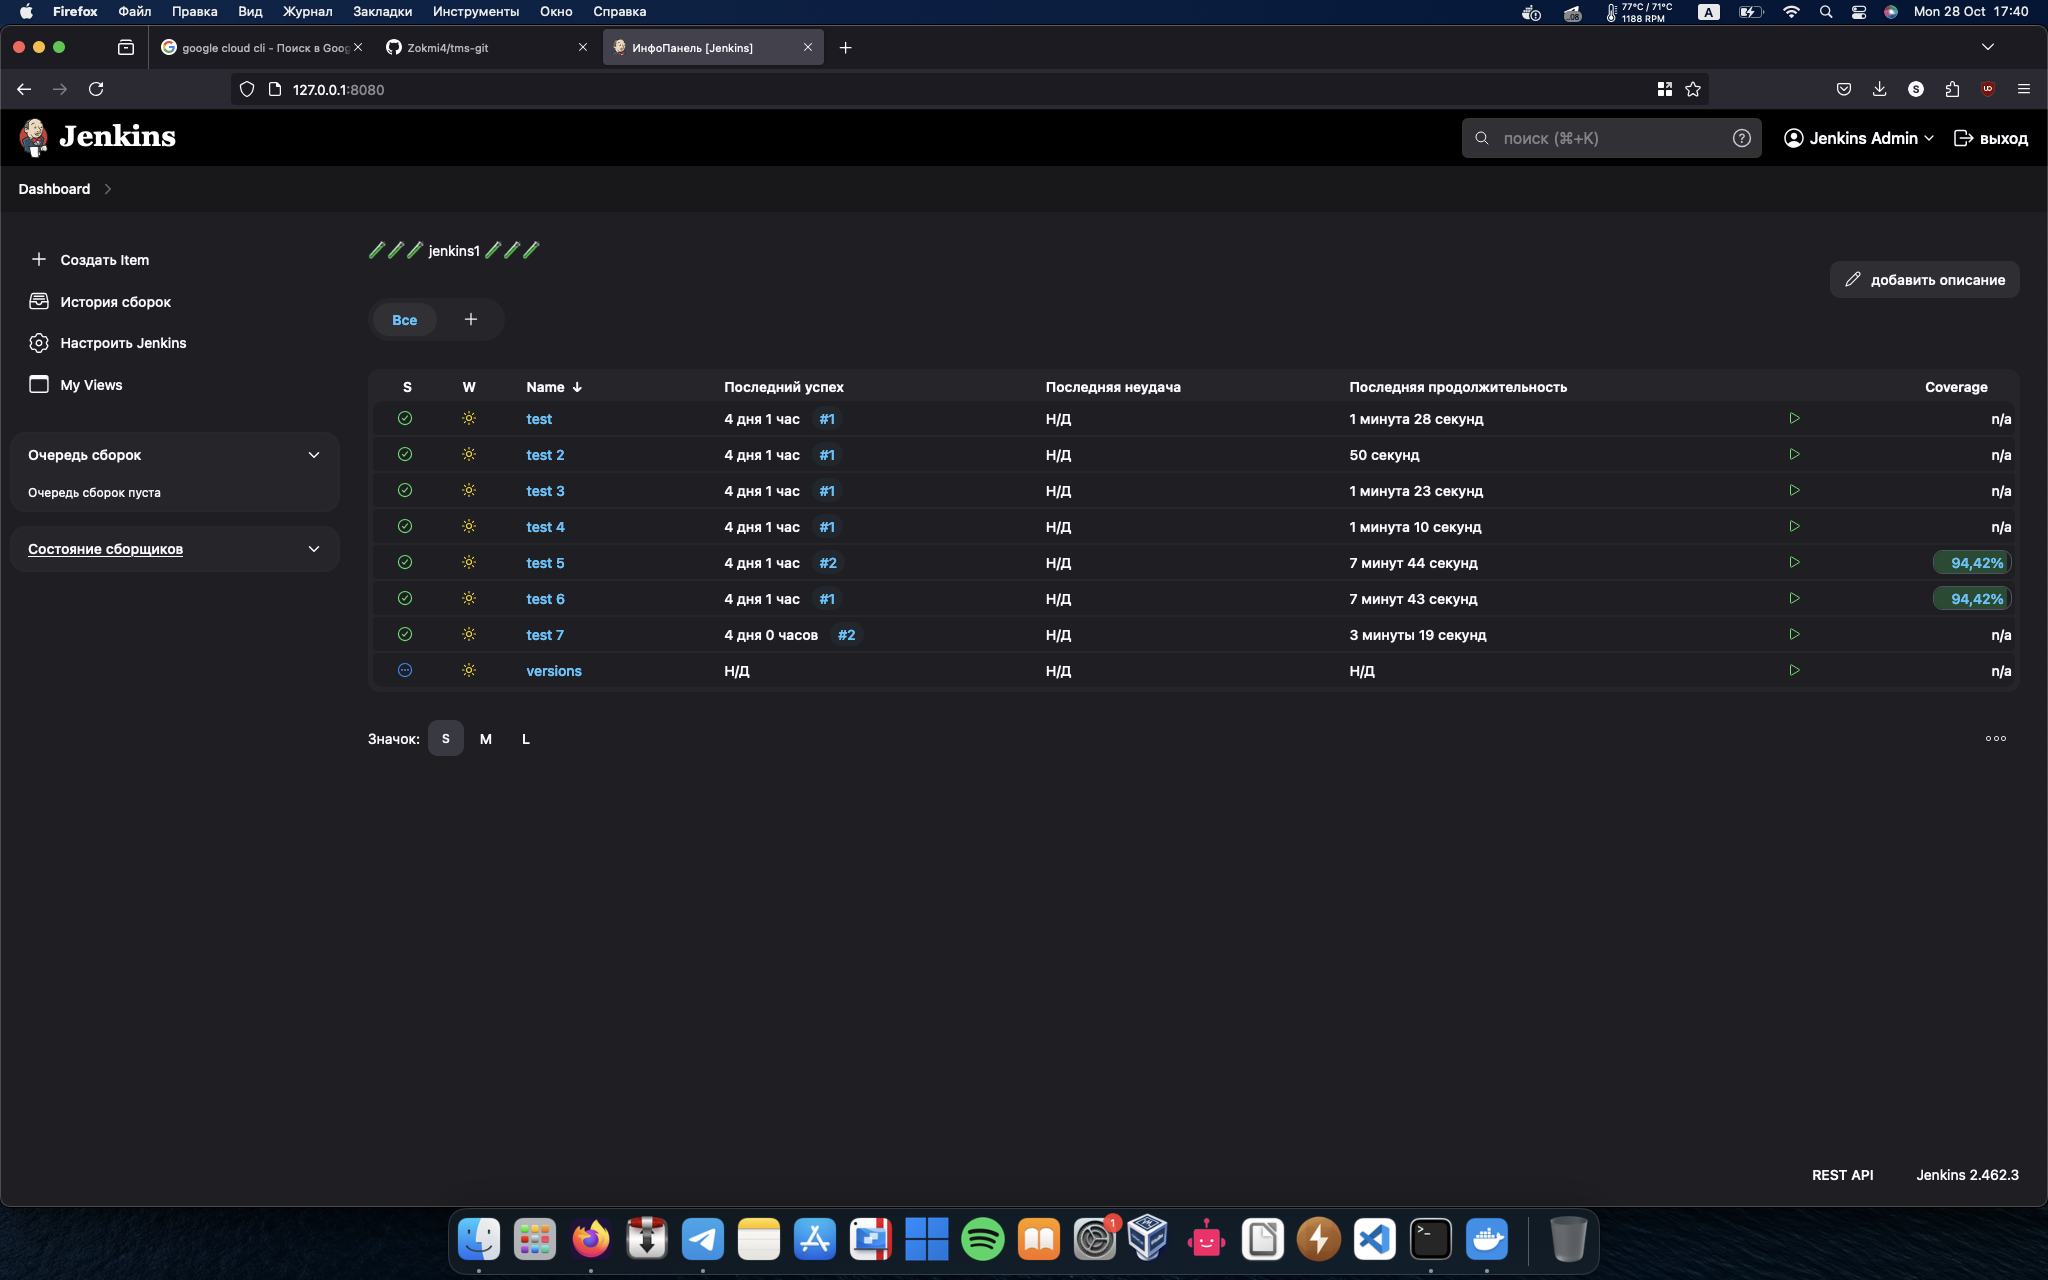 Firefox Файл Правка Вид Журнал Закладки Инструменты Окно Справка
77°C / 71°C
1188 RPM
A
Mon 28 Oct 17:40
google cloud cli - Поиск в Goog
Zokmi4/tms-git
ИнфоПанель [Jenkins]
127.0.0.1:8080
Jenkins
поиск (⌘+K)
Jenkins Admin
выход
Dashboard
Создать Item
История сборок
Настроить Jenkins
My Views
Очередь сборок
Очередь сборок пуста
Состояние сборщиков
jenkins1
добавить описание
Все +
S W Name ↓ Последний успех Последняя неудача Последняя продолжительность Coverage
test 4 дня 1 час #1 Н/Д 1 минута 28 секунд n/a
test 2 4 дня 1 час #1 Н/Д 50 секунд n/a
test 3 4 дня 1 час #1 Н/Д 1 минута 23 секунд n/a
test 4 4 дня 1 час #1 Н/Д 1 минута 10 секунд n/a
test 5 4 дня 1 час #2 Н/Д 7 минут 44 секунд 94,42%
test 6 4 дня 1 час #1 Н/Д 7 минут 43 секунд 94,42%
test 7 4 дня 0 часов #2 Н/Д 3 минуты 19 секунд n/a
versions Н/Д Н/Д Н/Д n/a
Значок: S M L
REST API Jenkins 2.462.3
1